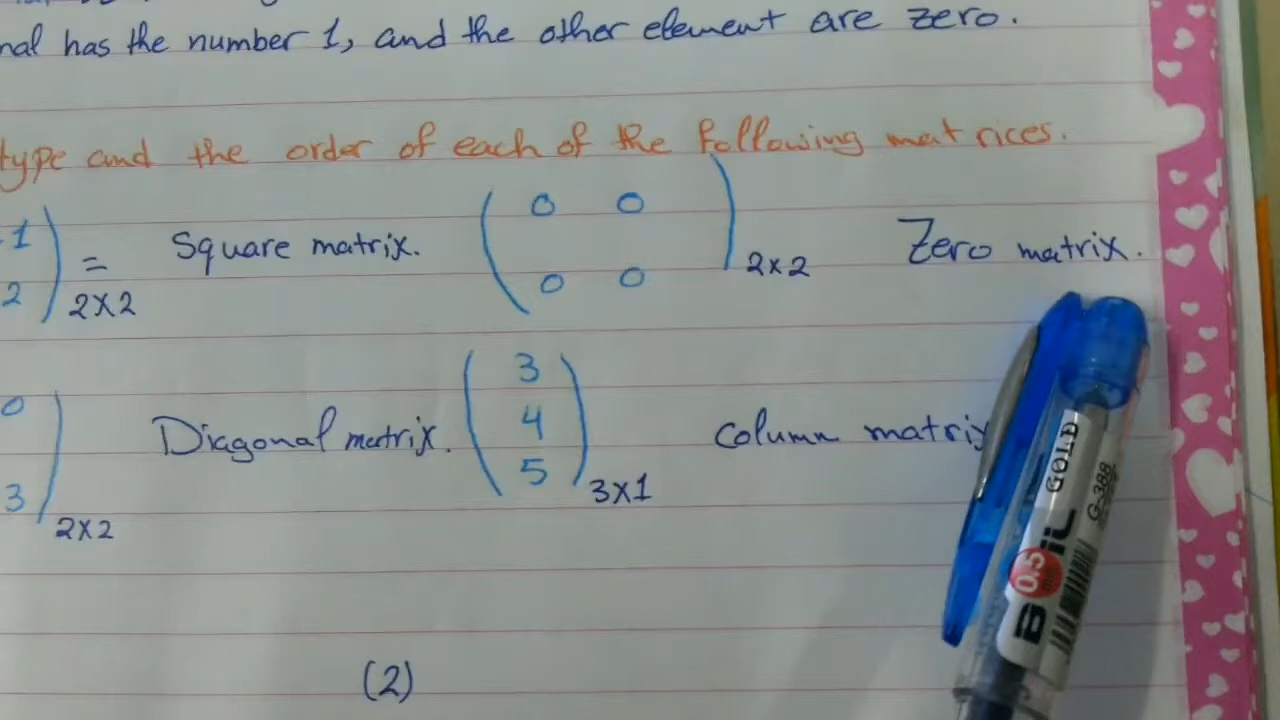 nal has the number 1, and the other element are zero.
type and the order of each of the following matrices.
1 0 0
2 2x2 = Square matrix. 0 0 2x2 Zero matrix.
0 3
Diagonal matrix. 4 Column matrix
3 2x2 5 3x1
(2)
GOLD
G-388
0.5